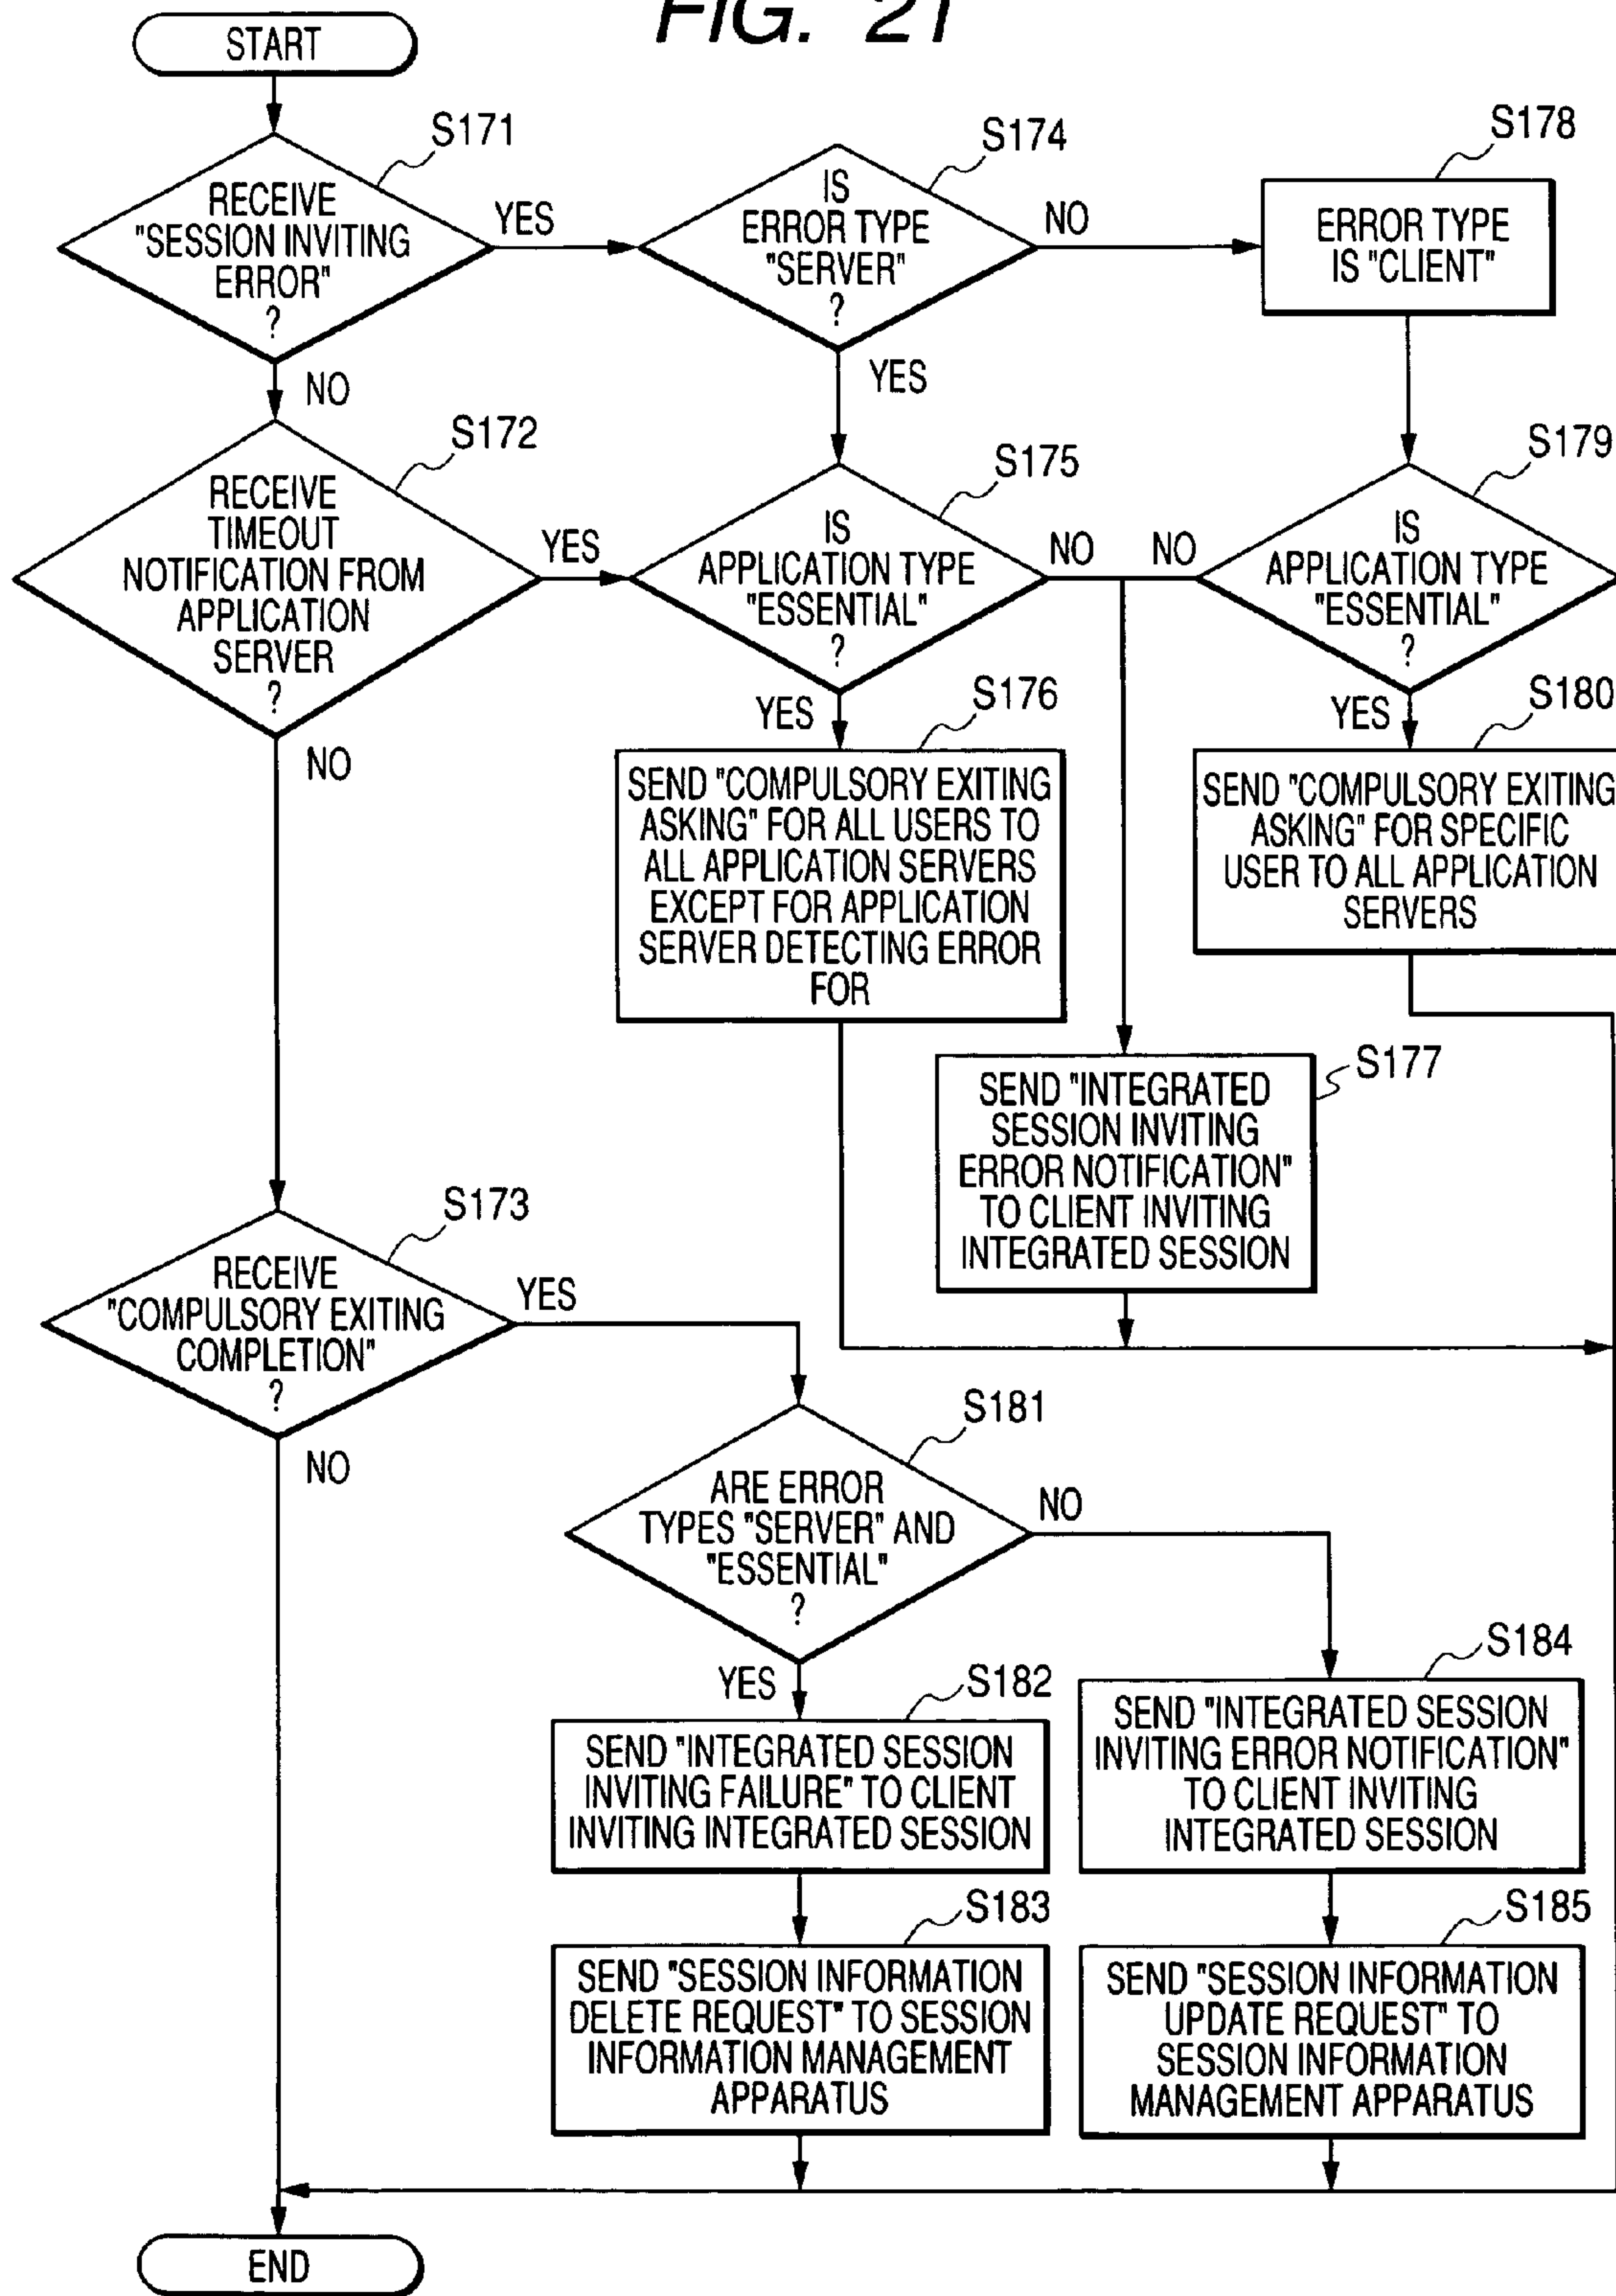 FIG. 21
START
S171
RECEIVE
"SESSION INVITING
ERROR"
?
YES
NO
S174
IS
ERROR TYPE
"SERVER"
?
NO
YES
S178
ERROR TYPE
IS "CLIENT"
S172
RECEIVE
TIMEOUT
NOTIFICATION FROM
APPLICATION
SERVER
?
YES
NO
S175
IS
APPLICATION TYPE
"ESSENTIAL"
?
NO
YES
S179
IS
APPLICATION TYPE
"ESSENTIAL"
?
NO
YES
S176
SEND "COMPULSORY EXITING
ASKING" FOR ALL USERS TO
ALL APPLICATION SERVERS
EXCEPT FOR APPLICATION
SERVER DETECTING ERROR
FOR
S180
SEND "COMPULSORY EXITING
ASKING" FOR SPECIFIC
USER TO ALL APPLICATION
SERVERS
S177
SEND "INTEGRATED
SESSION INVITING
ERROR NOTIFICATION"
TO CLIENT INVITING
INTEGRATED SESSION
S173
RECEIVE
"COMPULSORY EXITING
COMPLETION"
?
YES
NO
S181
ARE ERROR
TYPES "SERVER" AND
"ESSENTIAL"
?
NO
YES
S182
SEND "INTEGRATED SESSION
INVITING FAILURE" TO CLIENT
INVITING INTEGRATED SESSION
S184
SEND "INTEGRATED SESSION
INVITING ERROR NOTIFICATION"
TO CLIENT INVITING
INTEGRATED SESSION
S183
SEND "SESSION INFORMATION
DELETE REQUEST" TO SESSION
INFORMATION MANAGEMENT
APPARATUS
S185
SEND "SESSION INFORMATION
UPDATE REQUEST" TO
SESSION INFORMATION
MANAGEMENT APPARATUS
END